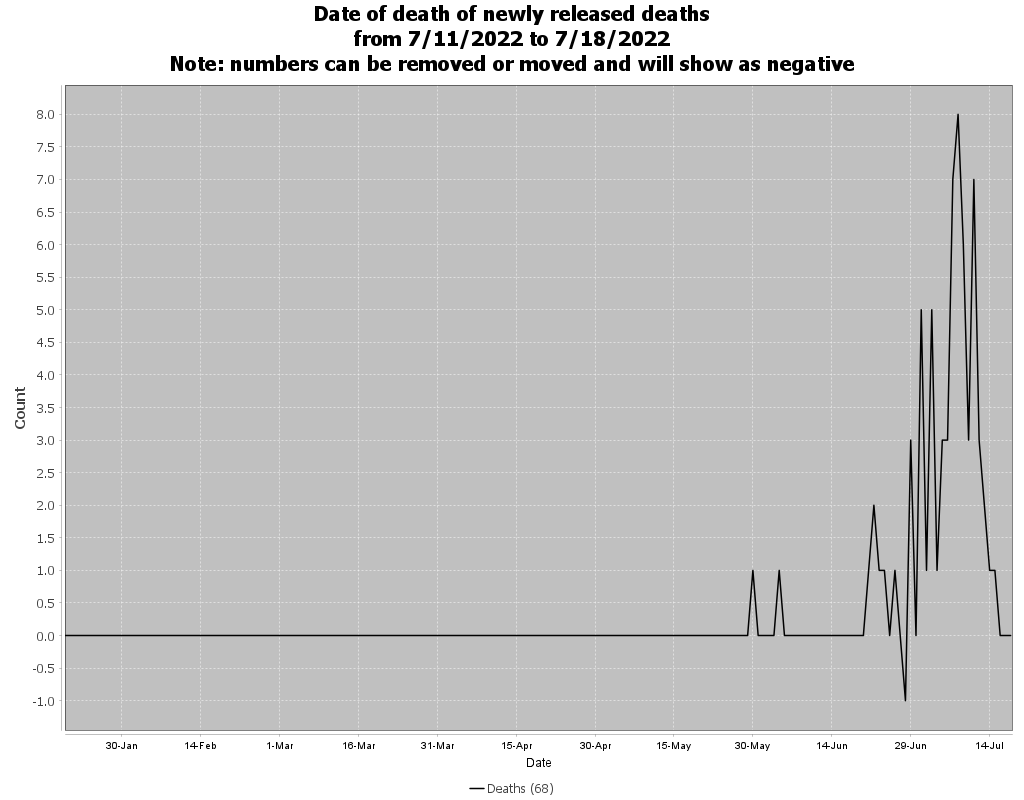 Date of death of newly released deaths
from 7/11/2022 to 7/18/2022
Note: numbers can be removed or moved and will show as negative
8.0
7.5
7.0
6.5
6.0
5.5
5.0
4.5
4.0
3.5
3.0
2.5
2.0
1.5
1.0
0.5
0.0
-0.5
-1.0
Count
30-Jan 14-Feb 1-Mar 16-Mar 31-Mar 15-Apr 30-Apr 15-May 30-May 14-Jun 29-Jun 14-Jul
Date
Deaths (68)